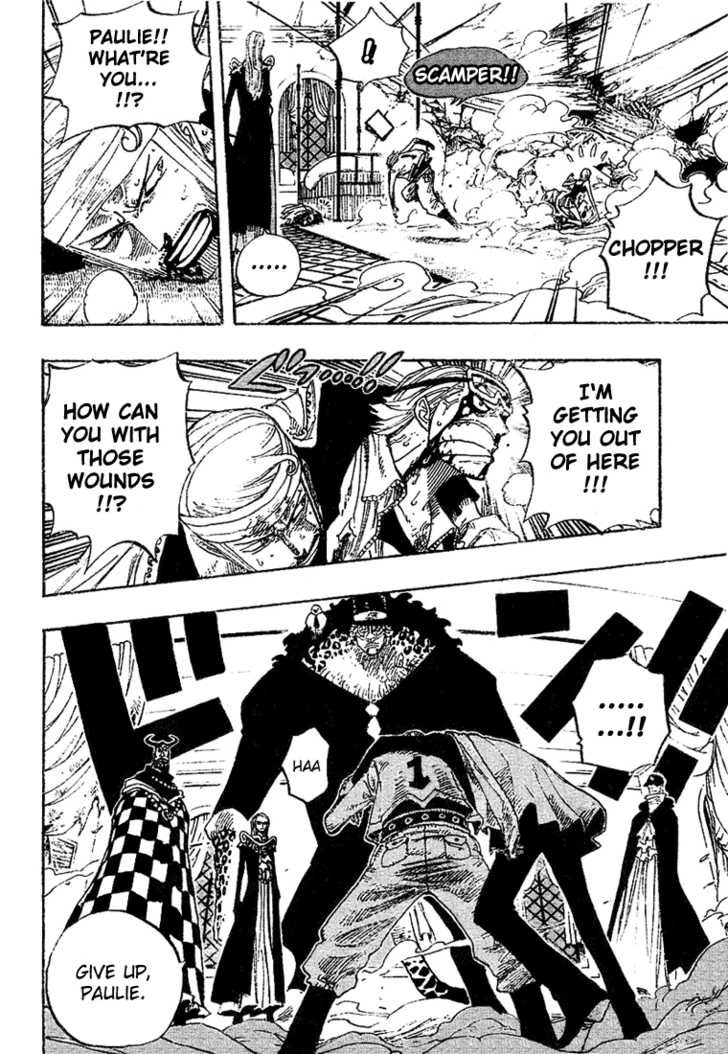 !
SCAMPER!!
CHOPPER
!!!
.....
PAULIE!!
WHAT'RE
YOU...
!!?
I'M
GETTING
YOU OUT
OF HERE
!!!
HOW CAN
YOU WITH
THOSE
WOUNDS
!!?
.....
...!!
HAA
1
GIVE UP,
PAULIE.